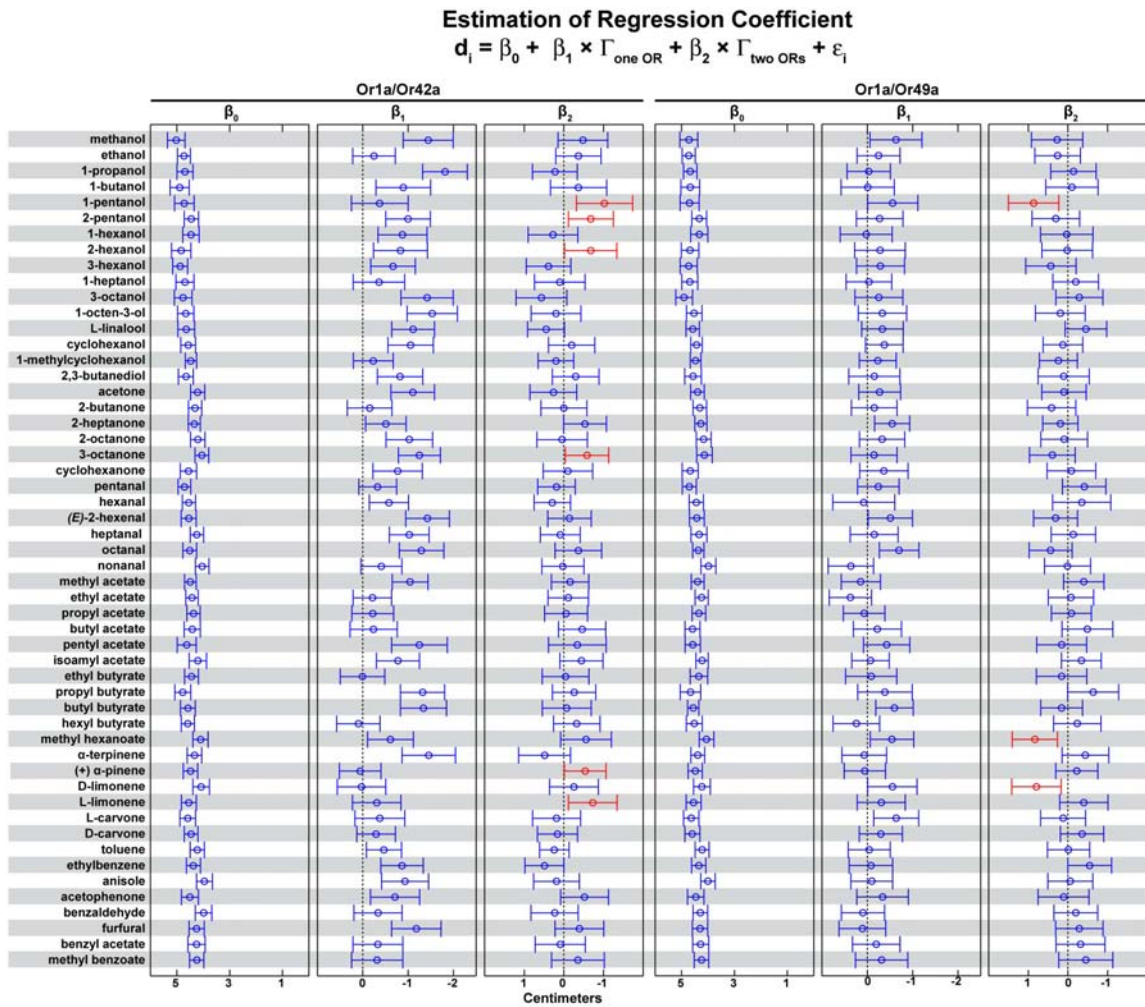 Estimation of Regression Coefficient
dᵢ = β₀ + β₁ × Γ one OR + β₂ × Γ two ORs + εᵢ
Or1a/Or42a Or1a/Or49a
β₀ β₁ β₂ β₀ β₁ β₂
methanol
ethanol
1-propanol
1-butanol
1-pentanol
2-pentanol
1-hexanol
2-hexanol
3-hexanol
1-heptanol
3-octanol
1-octen-3-ol
L-linalool
cyclohexanol
1-methylcyclohexanol
2,3-butanediol
acetone
2-butanone
2-heptanone
2-octanone
3-octanone
cyclohexanone
pentanal
hexanal
(E)-2-hexenal
heptanal
octanal
nonanal
methyl acetate
ethyl acetate
propyl acetate
butyl acetate
pentyl acetate
isoamyl acetate
ethyl butyrate
propyl butyrate
butyl butyrate
hexyl butyrate
methyl hexanoate
α-terpinene
(+) α-pinene
D-limonene
L-limonene
L-carvone
D-carvone
toluene
ethylbenzene
anisole
acetophenone
benzaldehyde
furfural
benzyl acetate
methyl benzoate
5 3 1 0 -1 -2 1 0 -1 5 3 1 0 -1 -2 1 0 -1
Centimeters